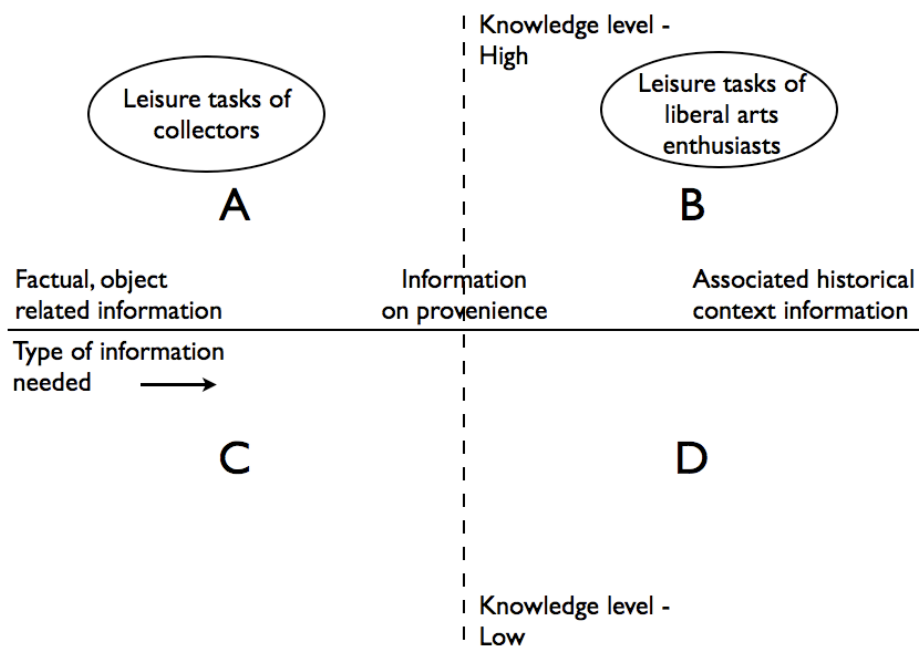 Knowledge level -
High
Leisure tasks of
collectors
Leisure tasks of
liberal arts
enthusiasts
A
B
Factual, object
related information
Information
on provenience
Associated historical
context information
Type of information
needed
C
D
Knowledge level -
Low